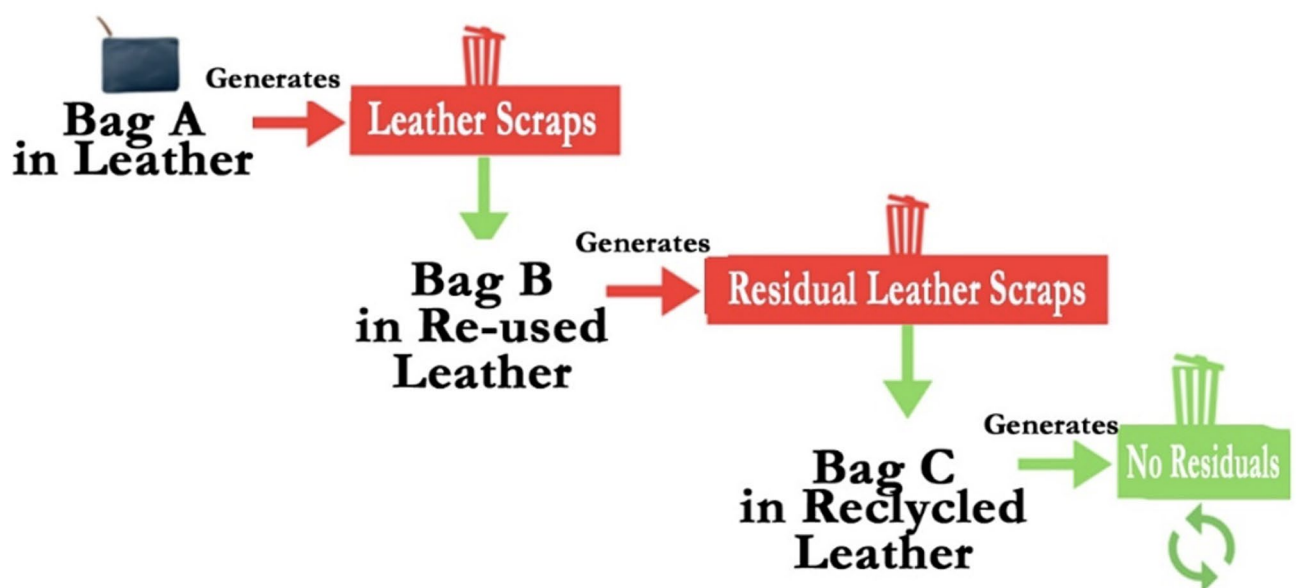 Generates
Bag A
in Leather
Leather Scraps
Generates
Bag B
in Re-used
Leather
Residual Leather Scraps
Generates
Bag C
in Reclycled
Leather
No Residuals